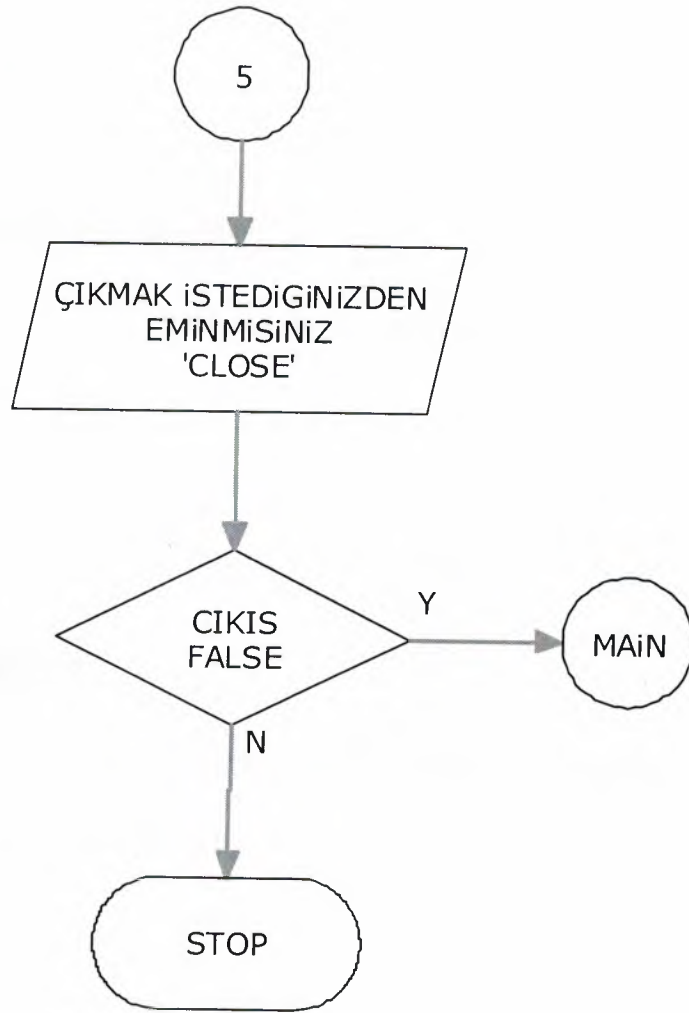 5
ÇIKMAK iSTEDiGiNiZDEN
EMiNMiSiNiZ
'CLOSE'
CIKIS
FALSE
Y
MAiN
N
STOP